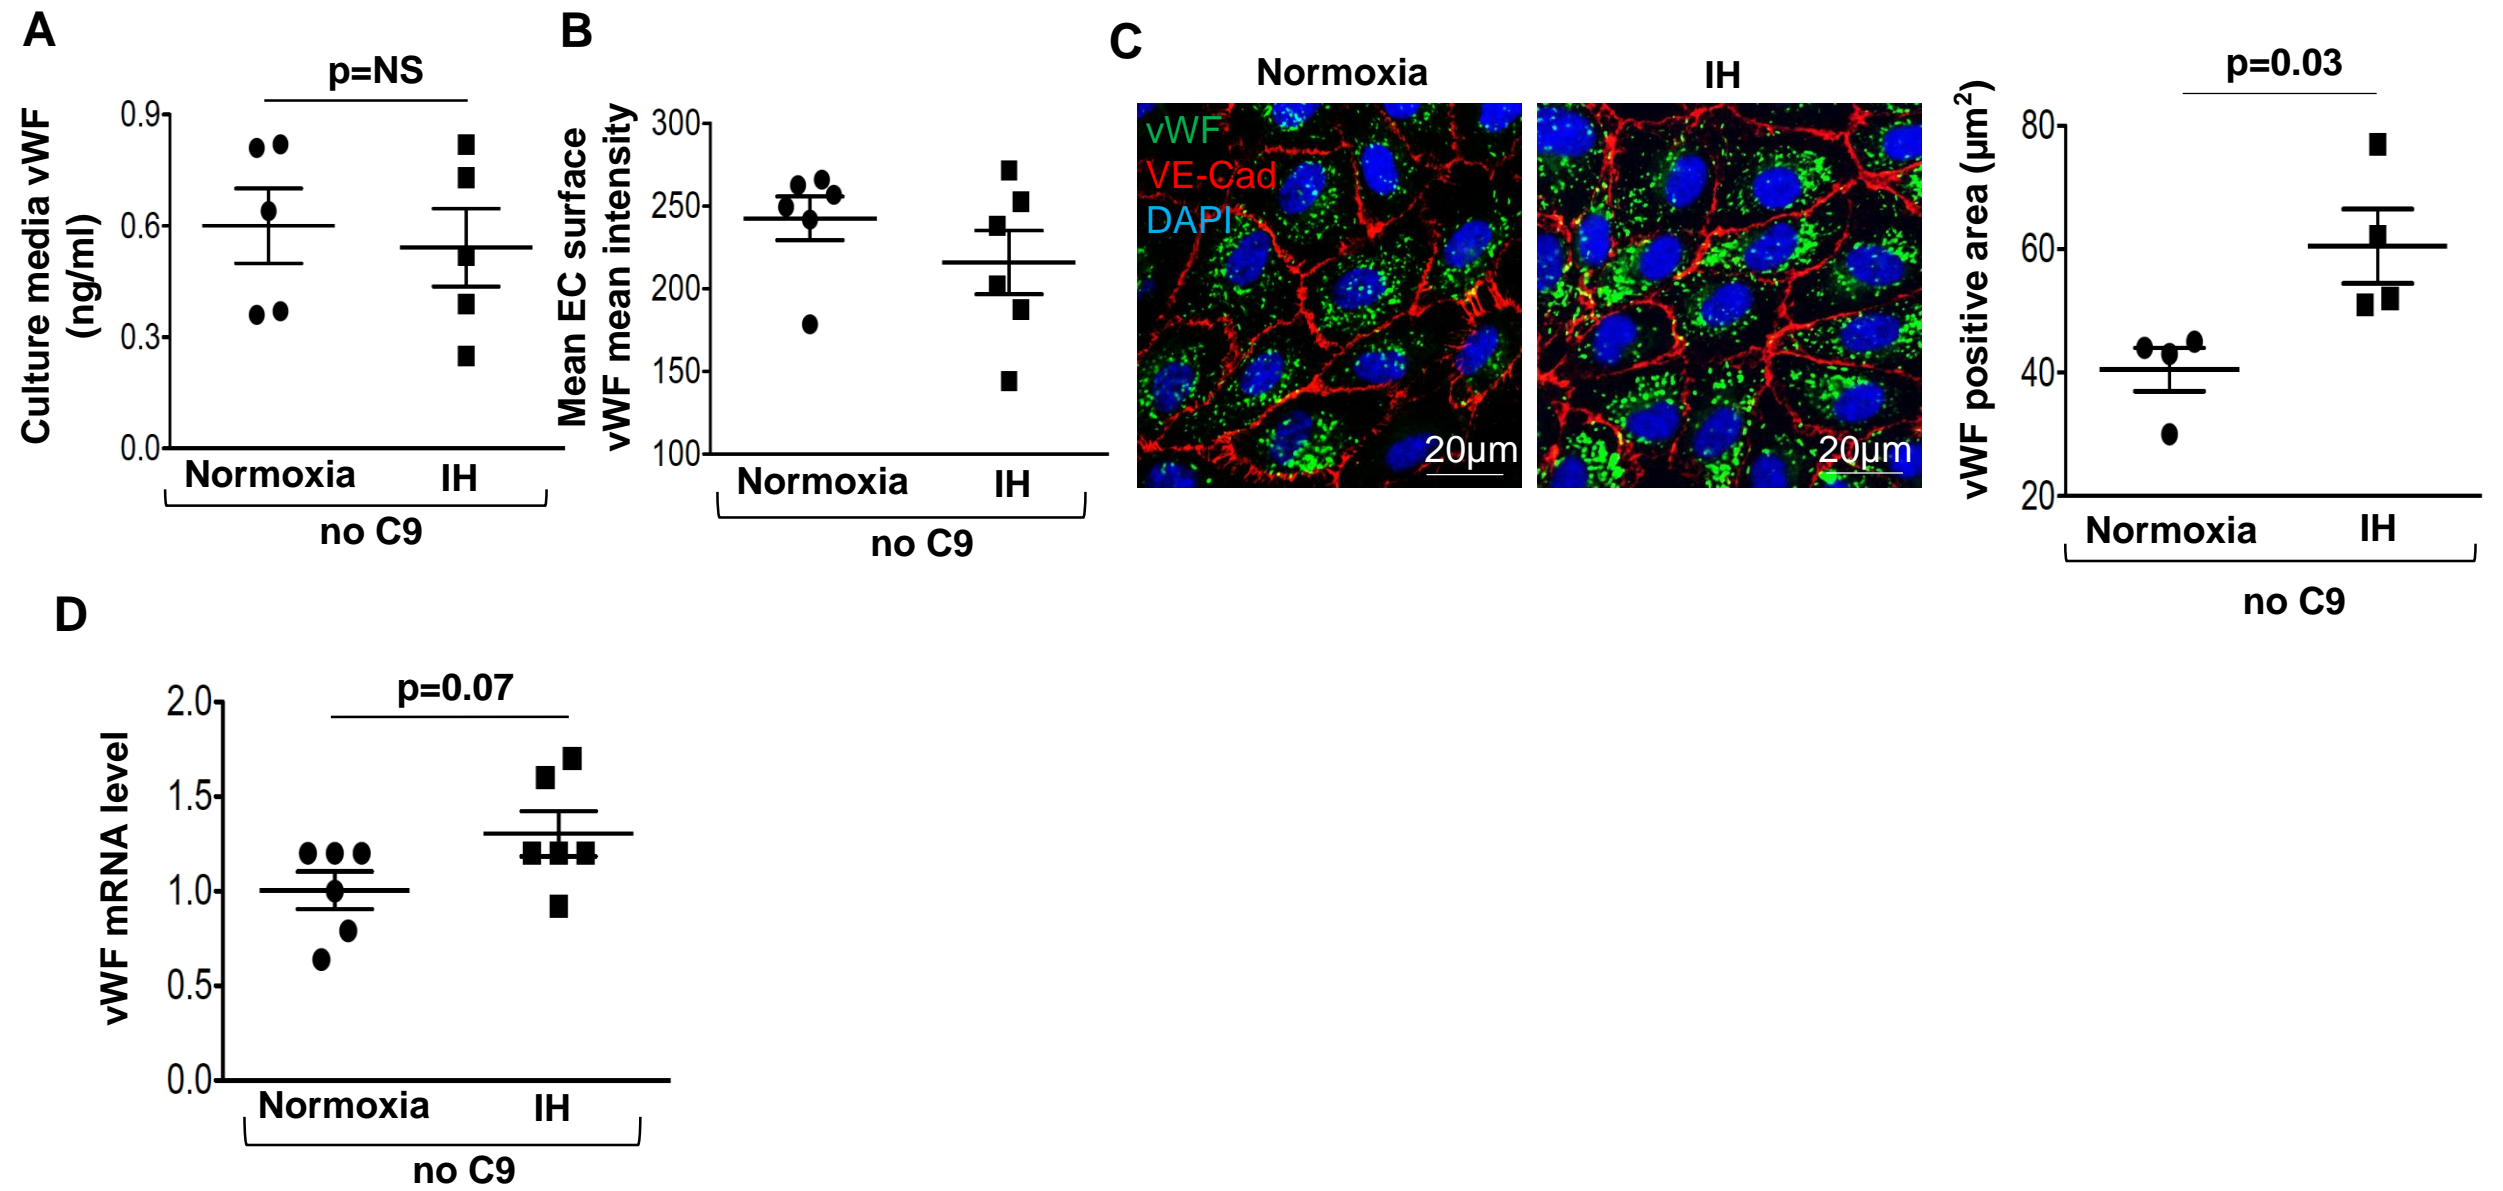 A
p=NS
Culture media vWF
(ng/ml)
0.9
0.6
0.3
0.0
Normoxia
IH
no C9
B
Mean EC surface
vWF mean intensity
300
250
200
150
100
Normoxia
IH
no C9
C
Normoxia
IH
vWF
VE-Cad
DAPI
20µm
20µm
p=0.03
vWF positive area (µm²)
80
60
40
20
Normoxia
IH
no C9
D
p=0.07
vWF mRNA level
2.0
1.5
1.0
0.5
0.0
Normoxia
IH
no C9